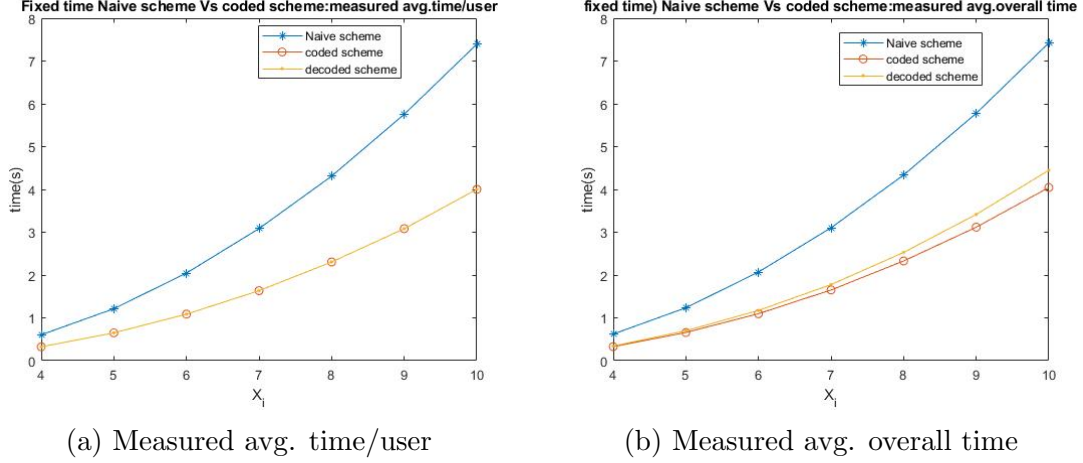 Fixed time Naive scheme Vs coded scheme:measured avg.time/user
8
7
6
5
4
3
2
1
0
time(s)
Naive scheme
coded scheme
decoded scheme
4 5 6 7 8 9 10
X_i
(a) Measured avg. time/user
fixed time) Naive scheme Vs coded scheme:measured avg.overall time
8
7
6
5
4
3
2
1
0
time(s)
Naive scheme
coded scheme
decoded scheme
4 5 6 7 8 9 10
X_i
(b) Measured avg. overall time